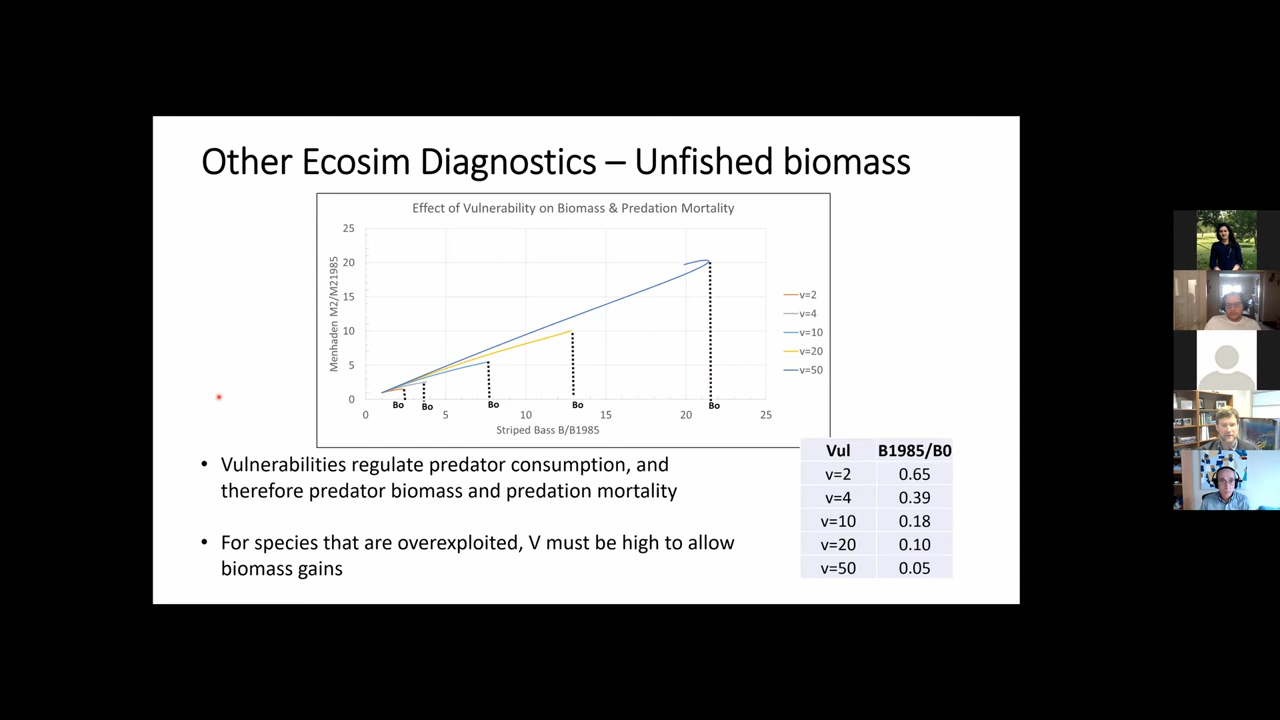 Other Ecosim Diagnostics – Unfished biomass
Effect of Vulnerability on Biomass & Predation Mortality
Menhaden M2/M21985
25
20
15
10
5
0
Bo Bo Bo Bo Bo
0 5 10 15 20 25
Striped Bass B/B1985
v=2
v=4
v=10
v=20
v=50
• Vulnerabilities regulate predator consumption, and
therefore predator biomass and predation mortality
• For species that are overexploited, V must be high to allow
biomass gains
Vul B1985/B0
v=2 0.65
v=4 0.39
v=10 0.18
v=20 0.10
v=50 0.05